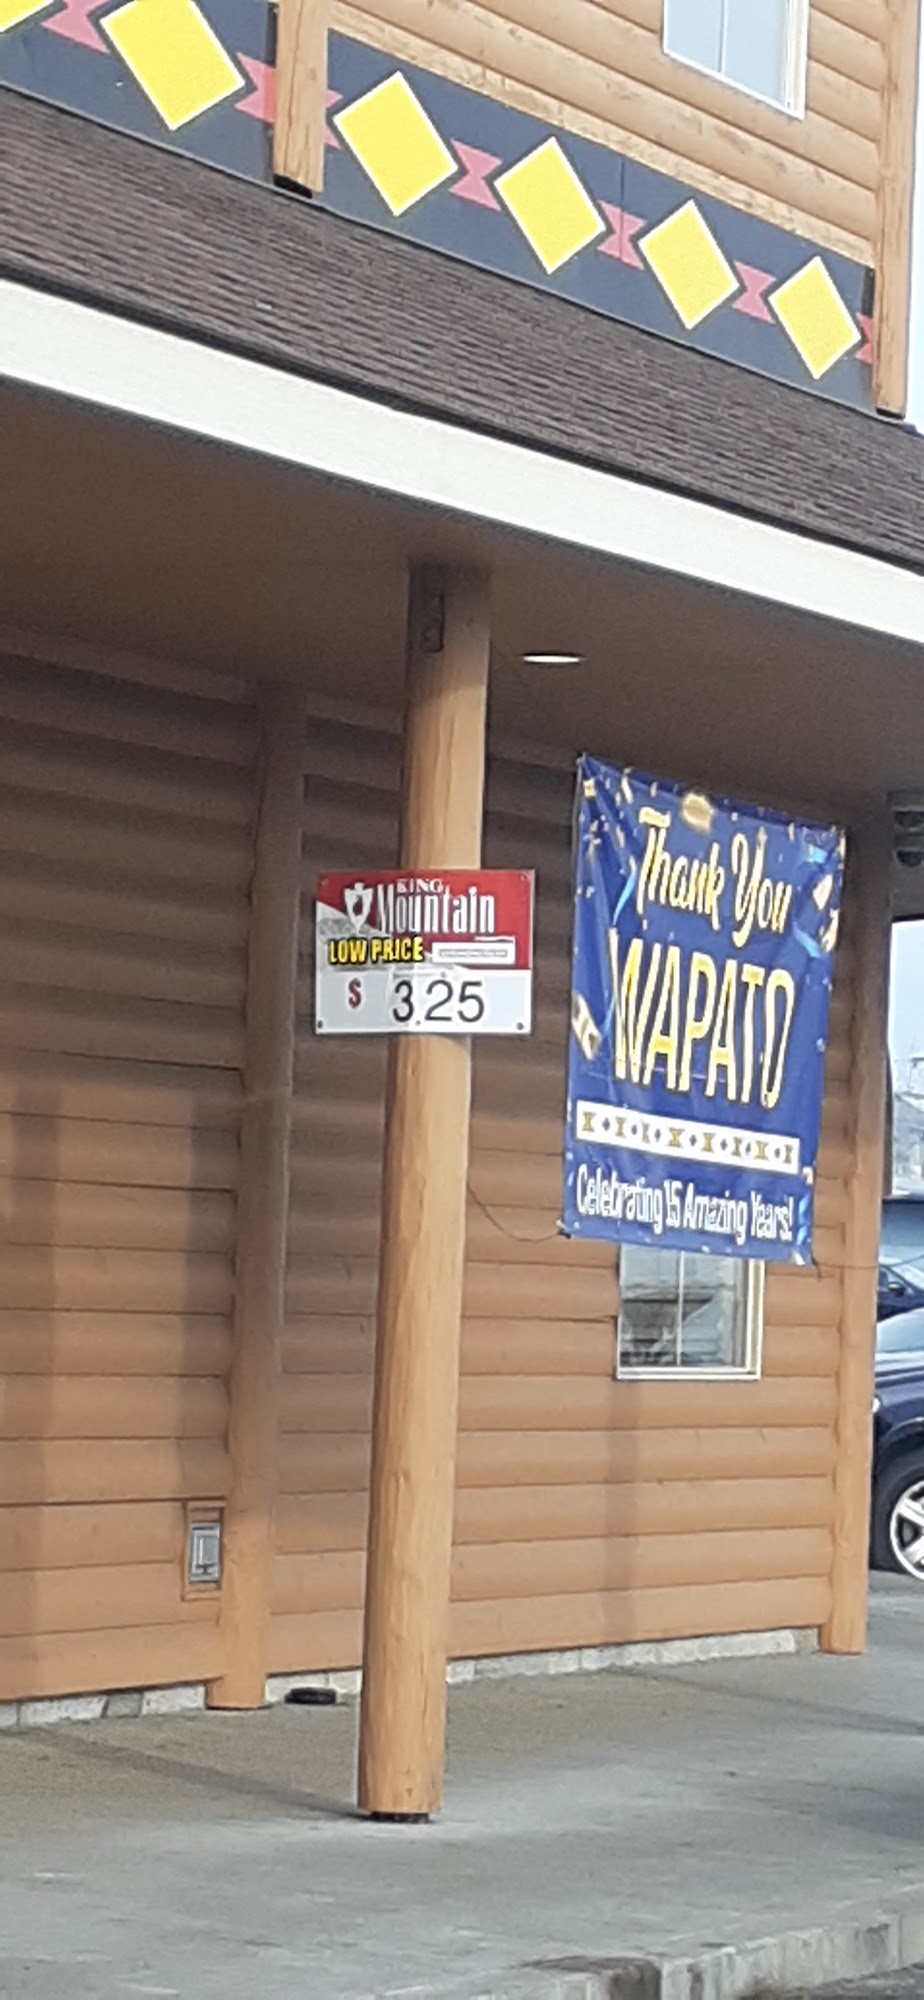 KING
Mountain
LOW PRICE
$ 3.25
Thank You
WAPATO
Celebrating 15 Amazing Years!